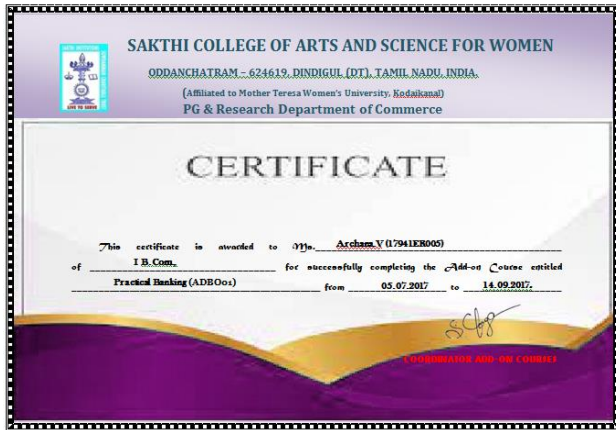 SAKTHI COLLEGE OF ARTS AND SCIENCE FOR WOMEN
ODDANCHATRAM – 624619, DINDIGUL (DT), TAMIL NADU, INDIA.
(Affiliated to Mother Teresa Women's University, Kodaikanal)
PG & Research Department of Commerce
CERTIFICATE
This certificate is awarded to Ms. Archana.V (17941ER005)
of I B.Com., for successfully completing the Add-on Course entitled
Practical Banking (ADBO01) from 05.07.2017 to 14.09.2017.
COORDINATOR ADD-ON COURSES